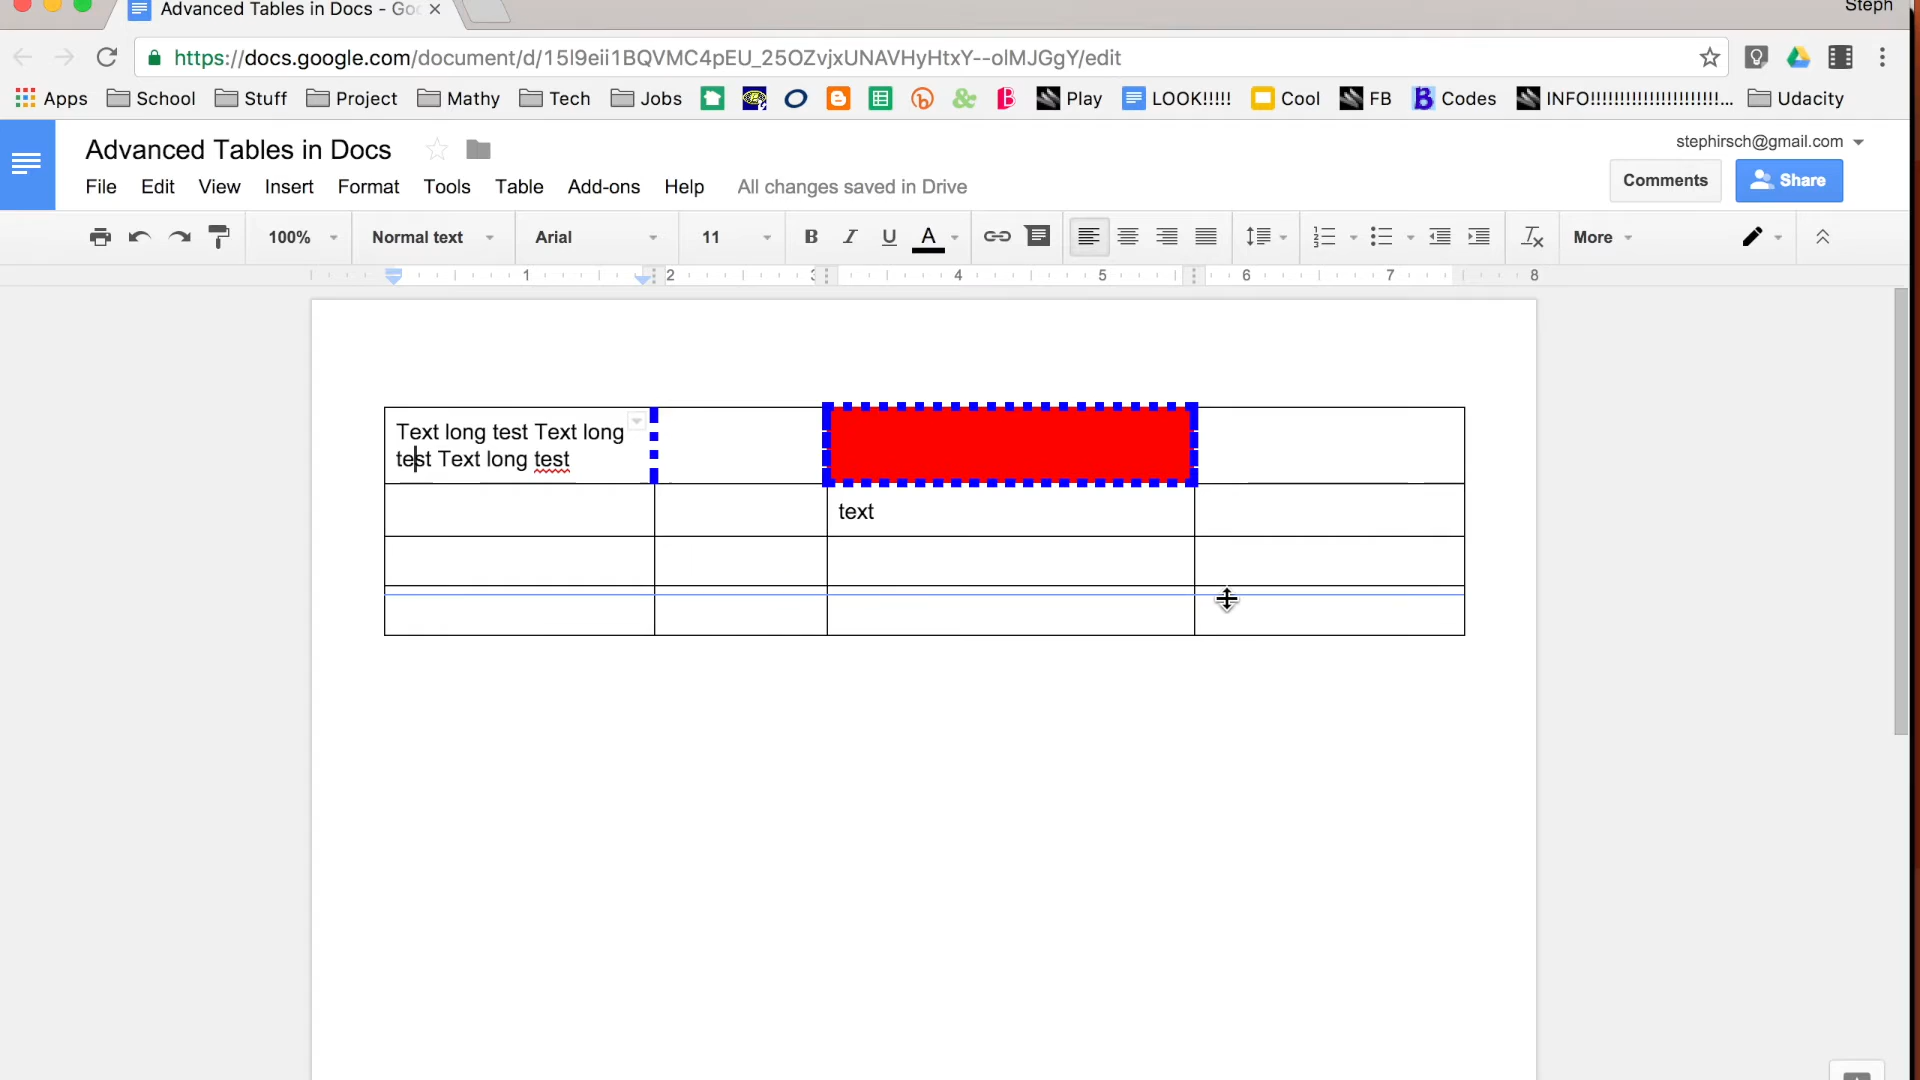 Advanced Tables in Docs - Goo
Steph
https://docs.google.com/document/d/15I9eii1BQVMC4pEU_25OZvjxUNAVHyHtxY--olMJGgY/edit
Apps School Stuff Project Mathy Tech Jobs Play LOOK!!!!! Cool FB Codes INFO!!!!!!!!!!!!!!!!!!!!!!!... Udacity
Advanced Tables in Docs
stephirsch@gmail.com
File Edit View Insert Format Tools Table Add-ons Help All changes saved in Drive
Comments Share
100% Normal text Arial 11 B I U A More
1 2 3 4 5 6 7 8
Text long test Text long
test Text long test
text